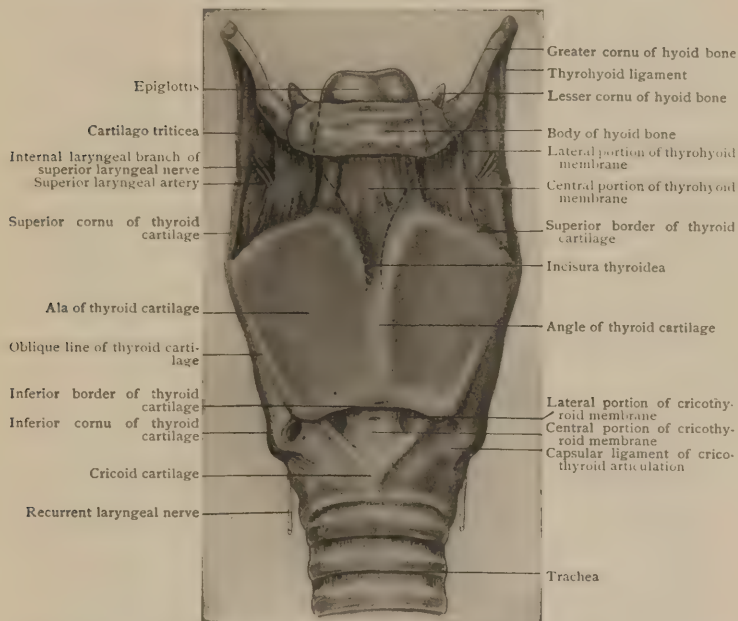 Epiglottis
Cartilago triticea
Internal laryngeal branch of
superior laryngeal nerve
Superior laryngeal artery
Superior cornu of thyroid
cartilage
Ala of thyroid cartilage
Oblique line of thyroid carti-
lage
Inferior border of thyroid
cartilage
Inferior cornu of thyroid
cartilage
Cricoid cartilage
Recurrent laryngeal nerve
Greater cornu of hyoid bone
Thyrohyoid ligament
Lesser cornu of hyoid bone
Body of hyoid bone
Lateral portion of thyrohyoid
membrane
Central portion of thyrohyoid
membrane
Superior border of thyroid
cartilage
Incisura thyroidea
Angle of thyroid cartilage
Lateral portion of cricothy-
roid membrane
Central portion of cricothy-
roid membrane
Capsular ligament of crico-
thyroid articulation
Trachea